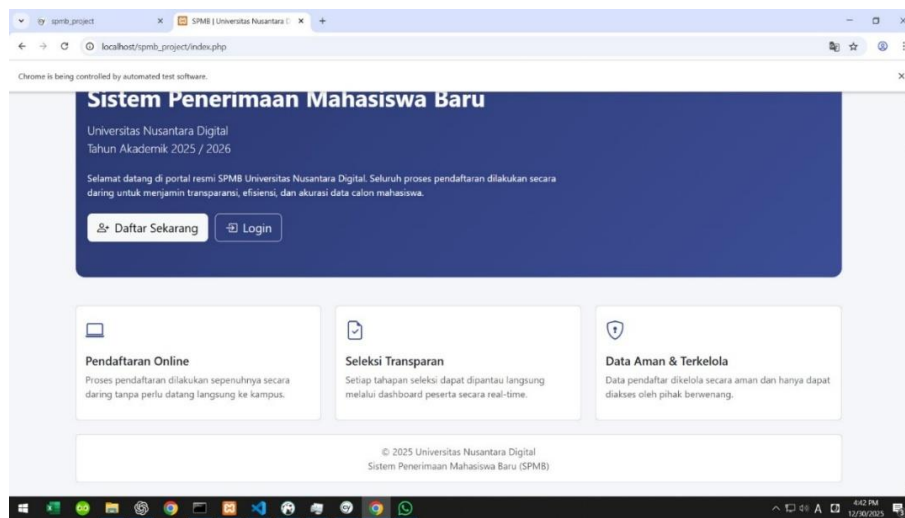 spmb_project
SPMB | Universitas Nusantara D
localhost/spmb_project/index.php
Chrome is being controlled by automated test software.
Sistem Penerimaan Mahasiswa Baru
Universitas Nusantara Digital
Tahun Akademik 2025 / 2026
Selamat datang di portal resmi SPMB Universitas Nusantara Digital. Seluruh proses pendaftaran dilakukan secara
daring untuk menjamin transparansi, efisiensi, dan akurasi data calon mahasiswa.
Daftar Sekarang
Login
Pendaftaran Online
Proses pendaftaran dilakukan sepenuhnya secara
daring tanpa perlu datang langsung ke kampus.
Seleksi Transparan
Setiap tahapan seleksi dapat dipantau langsung
melalui dashboard peserta secara real-time.
Data Aman & Terkelola
Data pendaftar dikelola secara aman dan hanya dapat
diakses oleh pihak berwenang.
© 2025 Universitas Nusantara Digital
Sistem Penerimaan Mahasiswa Baru (SPMB)
4:42 PM
12/30/2025